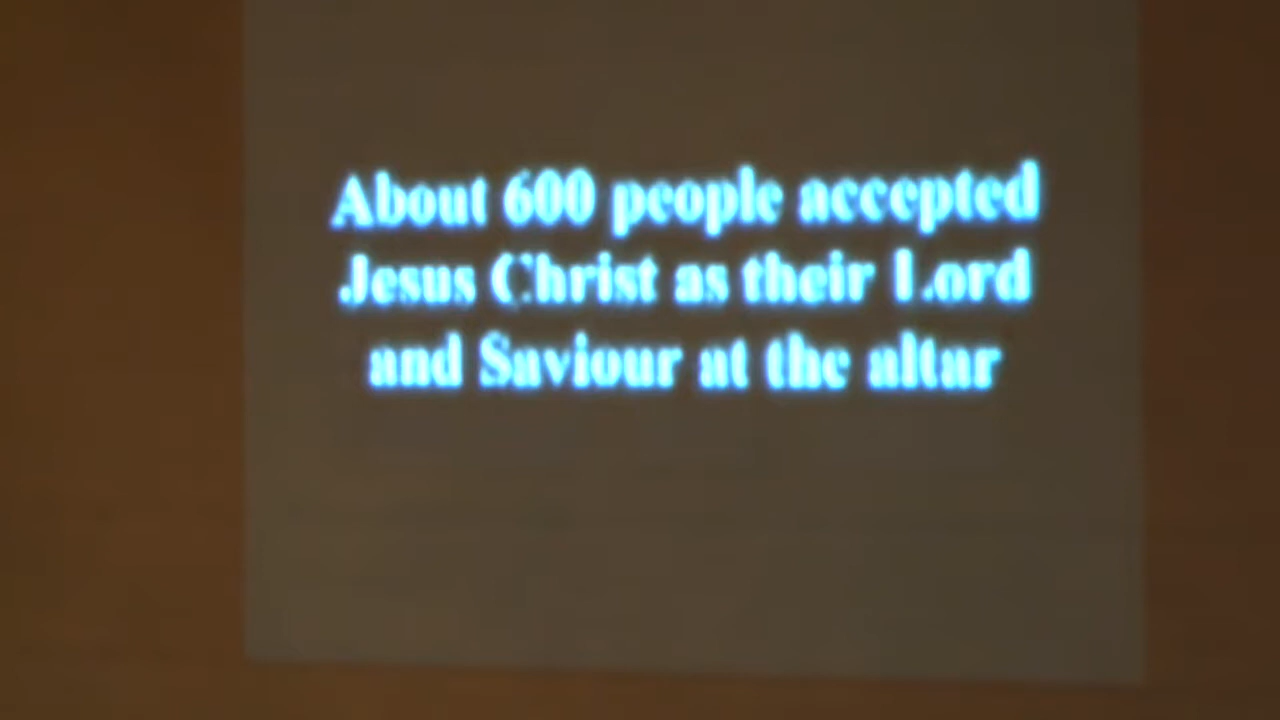 About 600 people accepted
Jesus Christ as their Lord
and Saviour at the altar